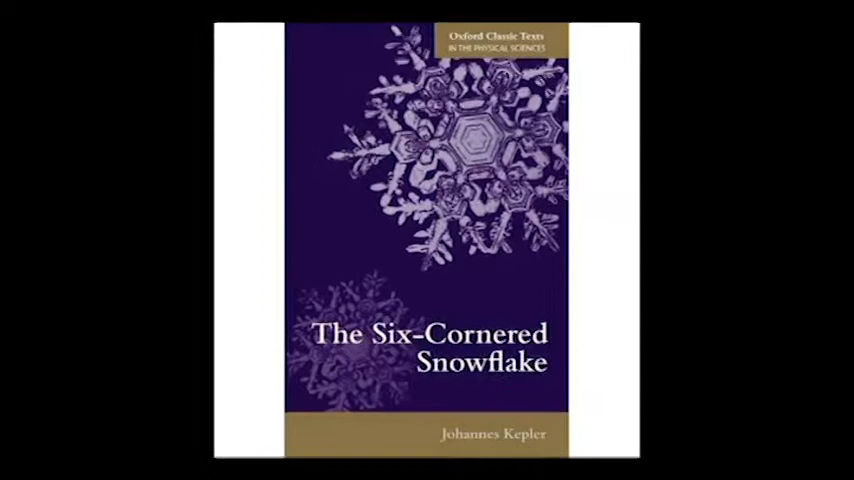 Oxford Classic Texts
IN THE PHYSICAL SCIENCES
The Six-Cornered
Snowflake
Johannes Kepler